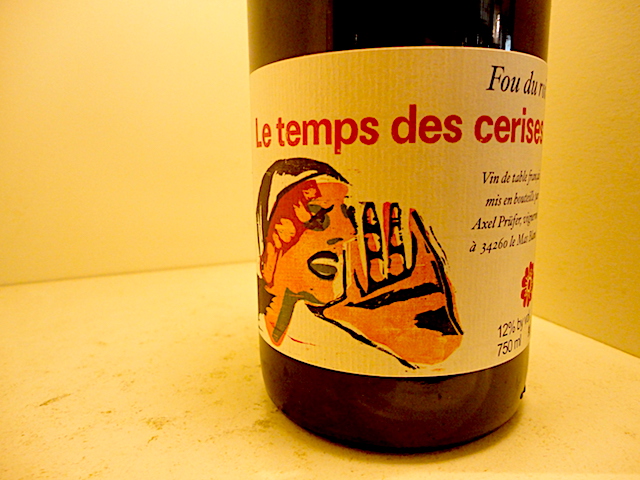 Fou du
Le temps des cerises
Vin de table
mis en bouteille
Axel Prüfer,
à 34260 le Mas
12% by
750 ml